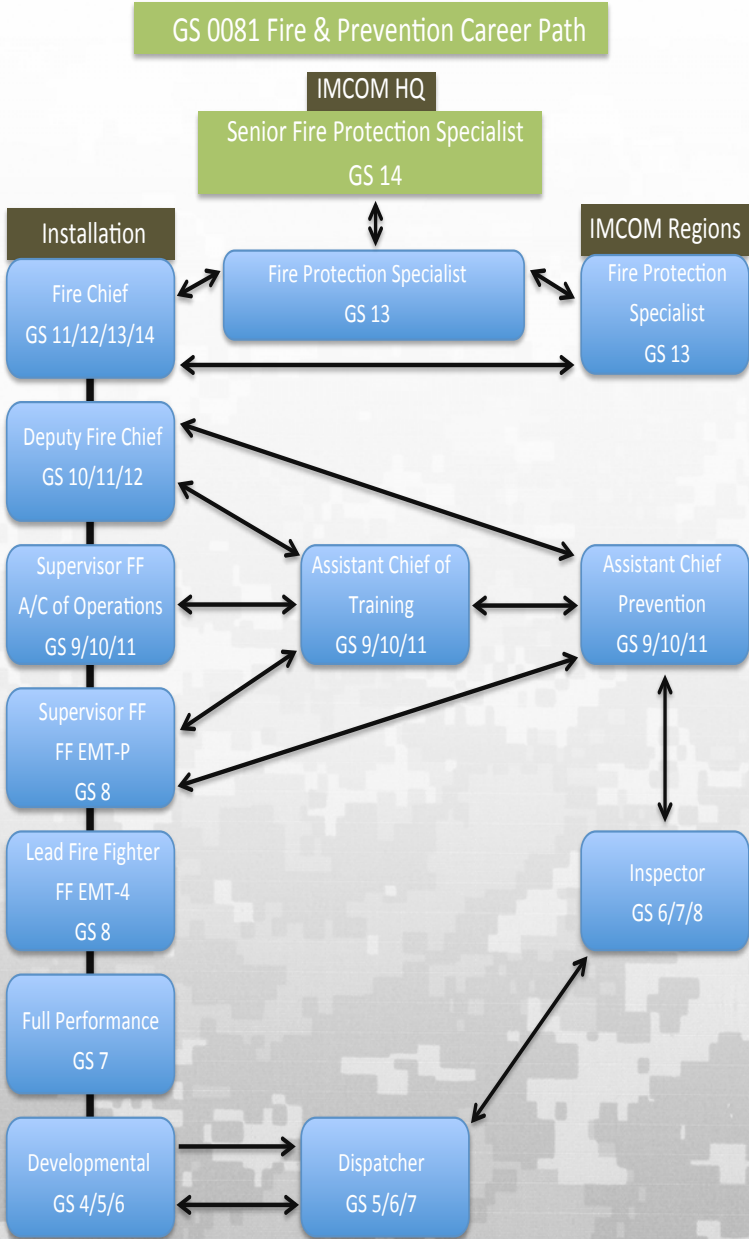 GS 0081 Fire & Prevention Career Path
IMCOM HQ
Senior Fire Protection Specialist
GS 14
Installation
IMCOM Regions
Fire Chief
GS 11/12/13/14
Fire Protection Specialist
GS 13
Fire Protection
Specialist
GS 13
Deputy Fire Chief
GS 10/11/12
Supervisor FF
A/C of Operations
GS 9/10/11
Assistant Chief of
Training
GS 9/10/11
Assistant Chief
Prevention
GS 9/10/11
Supervisor FF
FF EMT-P
GS 8
Lead Fire Fighter
FF EMT-4
GS 8
Inspector
GS 6/7/8
Full Performance
GS 7
Developmental
GS 4/5/6
Dispatcher
GS 5/6/7